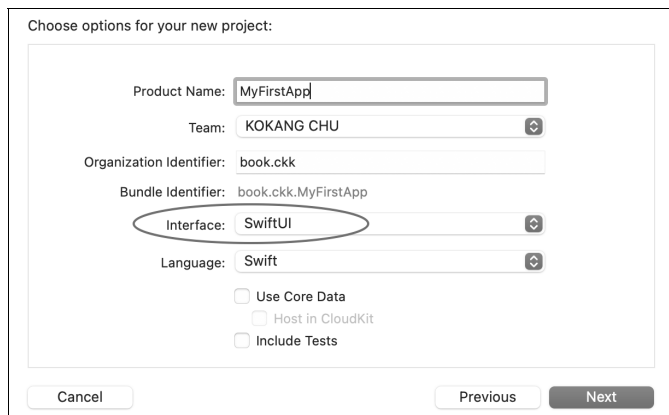 Choose options for your new project:
Product Name: MyFirstApp
Team: KOKANG CHU
Organization Identifier: book.ckk
Bundle Identifier: book.ckk.MyFirstApp
Interface: SwiftUI
Language: Swift
Use Core Data
Host in CloudKit
Include Tests
Cancel Previous Next